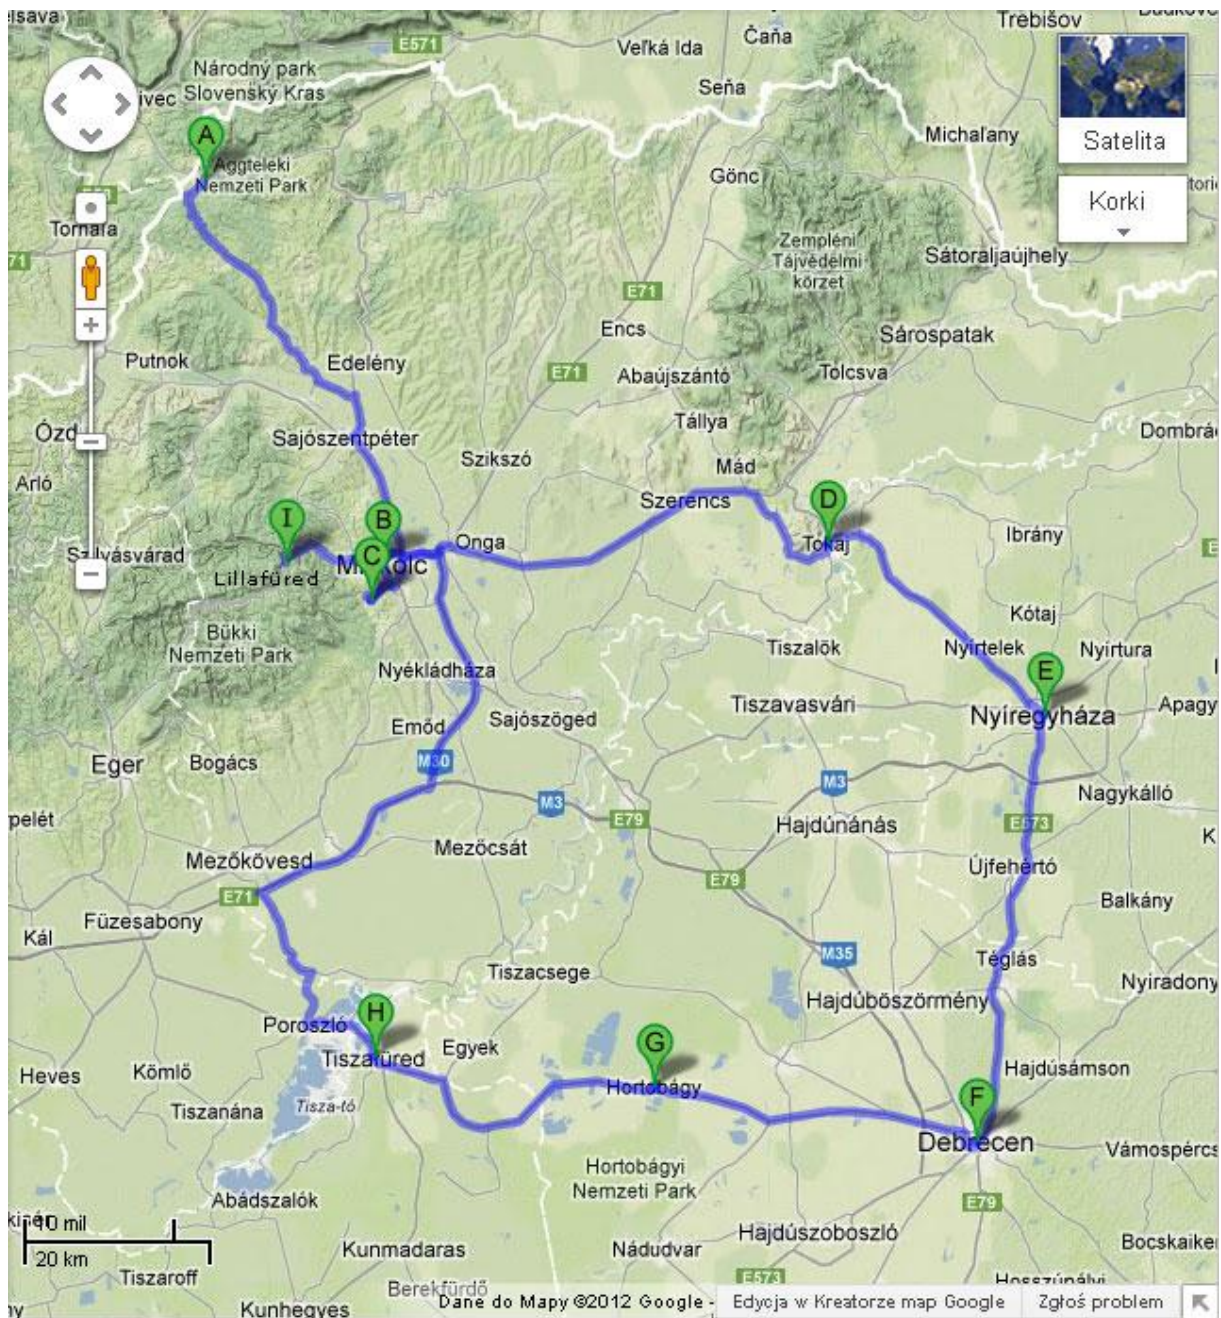 E571
Veľká Ida
Čaňa
Trebišov
Národný park
Slovenský Kras
Seňa
A
Aggteleki
Nemzeti Park
Michaľany
Satelita
Gönc
Korki
Tornaľa
71
Zempléni
Tájvédelmi
körzet
Sátoraljaújhely
E71
Encs
Sárospatak
Putnok
Edelény
E71
Abaújszántó
Tolcsva
Tállya
Ózd
Sajószentpéter
Szikszó
Mád
Arló
Szerencs
D
I
B
Onga
Tokaj
Ibrány
Szilvásvárad
C
Miskolc
Lillafüred
Kótaj
Bükki
Nemzeti Park
Tiszalök
Nyírtelek
Nyírtura
Nyékládháza
E
Tiszavasvári
Nyíregyháza
Sajószöged
Emőd
Eger
Bogács
M30
M3
M3
Nagykálló
E79
E573
Hajdúnánás
Mezőcsát
Mezőkövesd
Újfehértó
E79
E71
Balkány
Füzesabony
Kál
M35
Téglás
Tiszacsege
Nyiradony
Hajdúböszörmény
H
Poroszló
Egyek
G
Tiszafüred
Heves
Kömlő
Hortobágy
Hajdúsámson
Tiszanána
Tisza-tó
F
Debrecen
Hortobágyi
Nemzeti Park
Abádszalók
E79
10 mil
20 km
Hajdúszoboszló
Kunmadaras
Nádudvar
Tiszaroff
E573
Berekfürdő
Hosszúpályi
Kunhegyes
Dane do Mapy ©2012 Google -
Edycja w Kreatorze map Google
Zgłoś problem